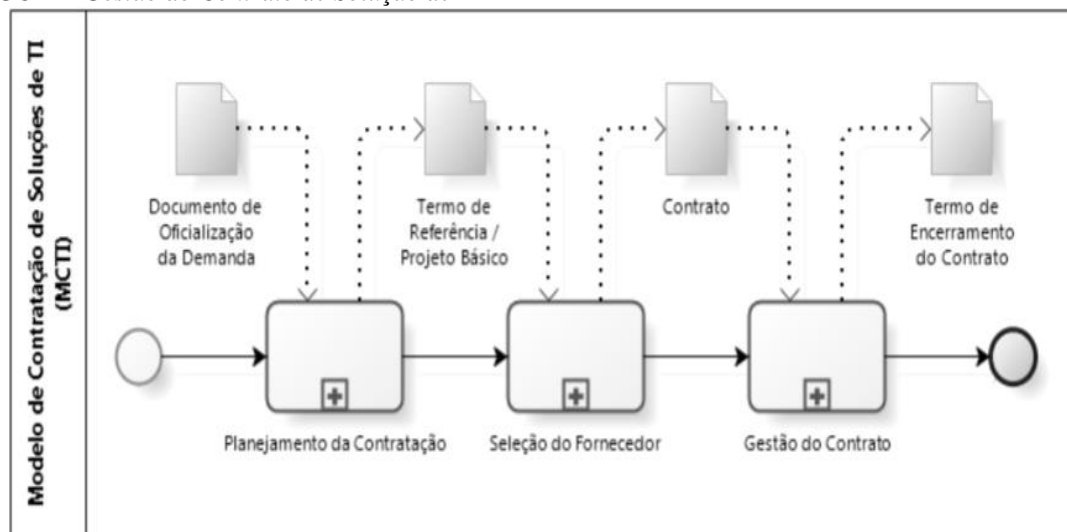 Modelo de Contratação de Soluções de TI
(MCTI)
Documento de
Oficialização
da Demanda
Termo de
Referência /
Projeto Básico
Contrato
Termo de
Encerramento
do Contrato
Planejamento da Contratação
Seleção do Fornecedor
Gestão do Contrato